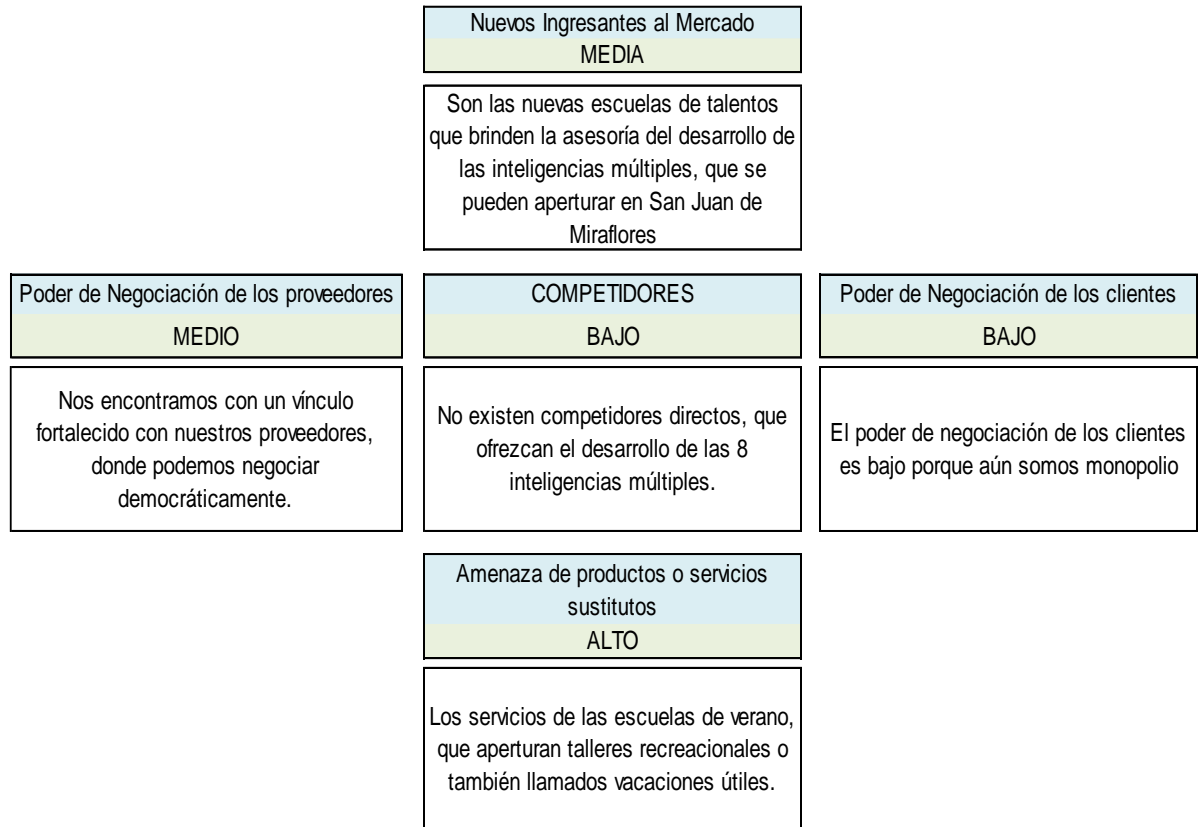 Nuevos Ingresantes al Mercado
MEDIA
Son las nuevas escuelas de talentos
que brinden la asesoría del desarrollo de
las inteligencias múltiples, que se
pueden aperturar en San Juan de
Miraflores
Poder de Negociación de los proveedores
MEDIO
Nos encontramos con un vínculo
fortalecido con nuestros proveedores,
donde podemos negociar
democráticamente.
COMPETIDORES
BAJO
No existen competidores directos, que
ofrezcan el desarrollo de las 8
inteligencias múltiples.
Poder de Negociación de los clientes
BAJO
El poder de negociación de los clientes
es bajo porque aún somos monopolio
Amenaza de productos o servicios
sustitutos
ALTO
Los servicios de las escuelas de verano,
que aperturan talleres recreacionales o
también llamados vacaciones útiles.